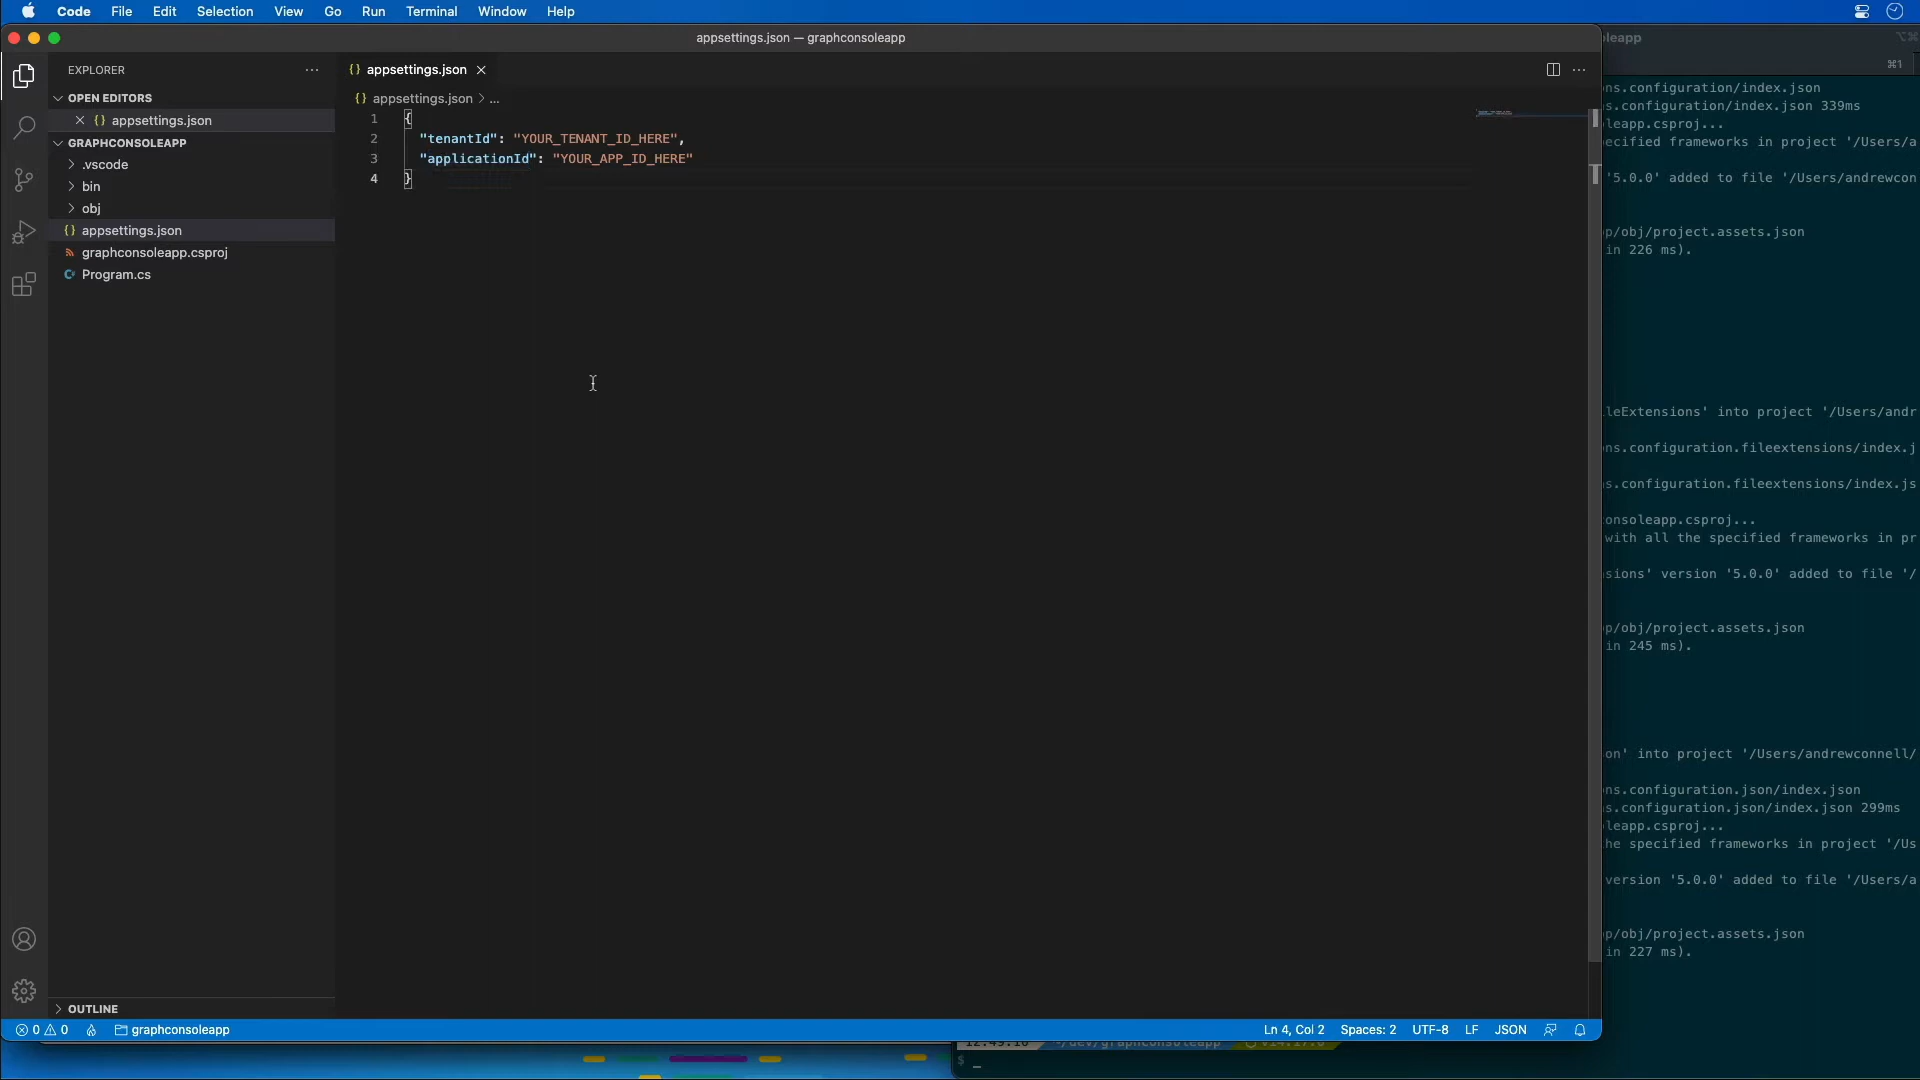 Code File Edit Selection View Go Run Terminal Window Help
appsettings.json — graphconsoleapp
EXPLORER
OPEN EDITORS
appsettings.json
GRAPHCONSOLEAPP
.vscode
bin
obj
appsettings.json
graphconsoleapp.csproj
Program.cs
OUTLINE
appsettings.json
appsettings.json > ...
1 {
2 "tenantId": "YOUR_TENANT_ID_HERE",
3 "applicationId": "YOUR_APP_ID_HERE"
4 }
0 0 graphconsoleapp
Ln 4, Col 2 Spaces: 2 UTF-8 LF JSON
leapp
⌘1
ns.configuration/index.json
s.configuration/index.json 339ms
leapp.csproj...
ecified frameworks in project '/Users/a
'5.0.0' added to file '/Users/andrewcon
p/obj/project.assets.json
in 226 ms).
leExtensions' into project '/Users/andr
ns.configuration.fileextensions/index.j
s.configuration.fileextensions/index.js
onsoleapp.csproj...
with all the specified frameworks in pr
sions' version '5.0.0' added to file '/
p/obj/project.assets.json
in 245 ms).
on' into project '/Users/andrewconnell/
ns.configuration.json/index.json
s.configuration.json/index.json 299ms
leapp.csproj...
he specified frameworks in project '/Us
version '5.0.0' added to file '/Users/a
p/obj/project.assets.json
in 227 ms).
~/dev/graphconsoleapp
$ _